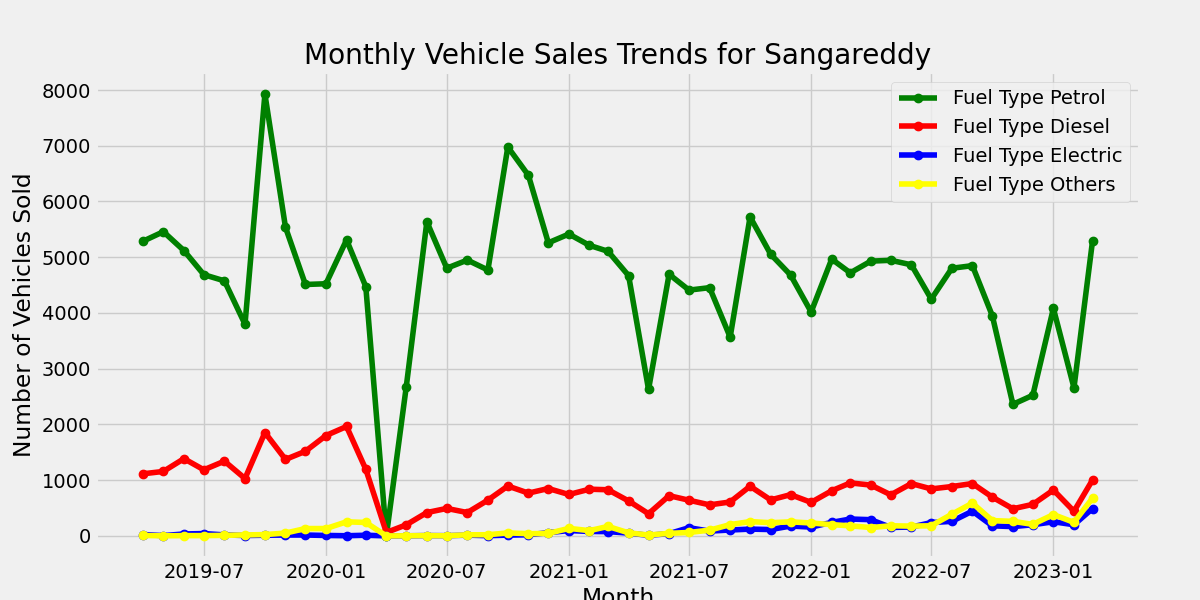 Monthly Vehicle Sales Trends for Sangareddy
Fuel Type Petrol
Fuel Type Diesel
Fuel Type Electric
Fuel Type Others
Number of Vehicles Sold
8000
7000
6000
5000
4000
3000
2000
1000
0
2019-07
2020-01
2020-07
2021-01
2021-07
2022-01
2022-07
2023-01
Month